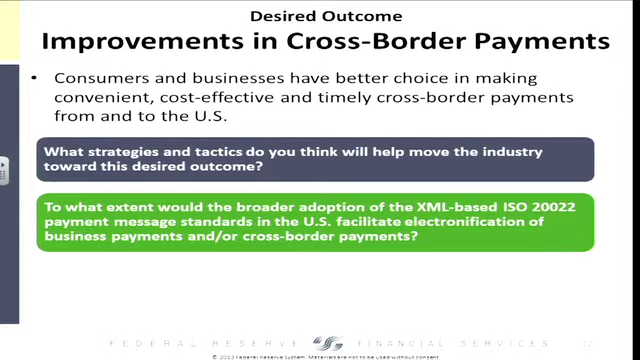 Desired Outcome
Improvements in Cross-Border Payments
• Consumers and businesses have better choice in making
convenient, cost-effective and timely cross-border payments
from and to the U.S.
What strategies and tactics do you think will help move the industry
toward this desired outcome?
To what extent would the broader adoption of the XML-based ISO 20022
payment message standards in the U.S. facilitate electronification of
business payments and/or cross-border payments?
FEDERAL RESERVE FINANCIAL SERVICES
© 2013 Federal Reserve System. Materials are not to be used without consent.